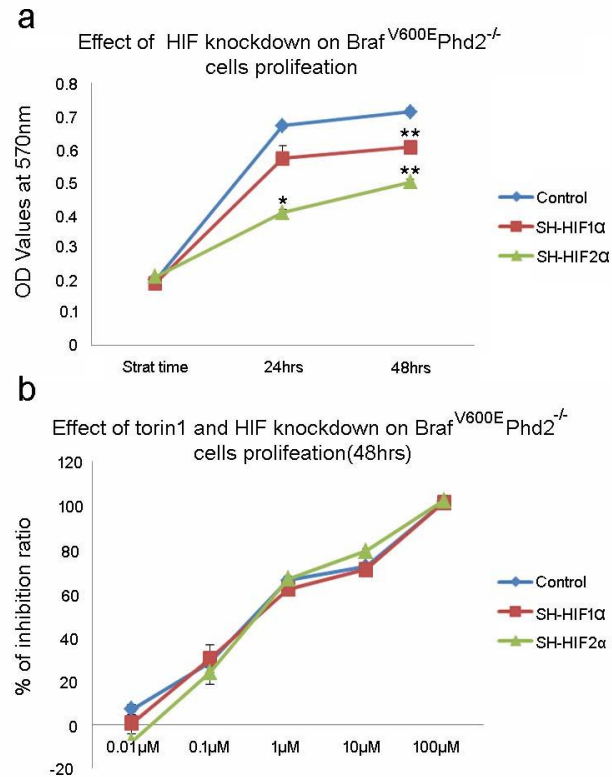 a
Effect of HIF knockdown on Braf V600E Phd2 -/-
cells prolifeation
OD Values at 570nm
0.8
0.7
0.6
0.5
0.4
0.3
0.2
0.1
0
**
**
*
Strat time 24hrs 48hrs
Control
SH-HIF1α
SH-HIF2α
b
Effect of torin1 and HIF knockdown on Braf V600E Phd2 -/-
cells prolifeation(48hrs)
% of inhibition ratio
120
100
80
60
40
20
0
-20
0.01µM 0.1µM 1µM 10µM 100µM
Control
SH-HIF1α
SH-HIF2α